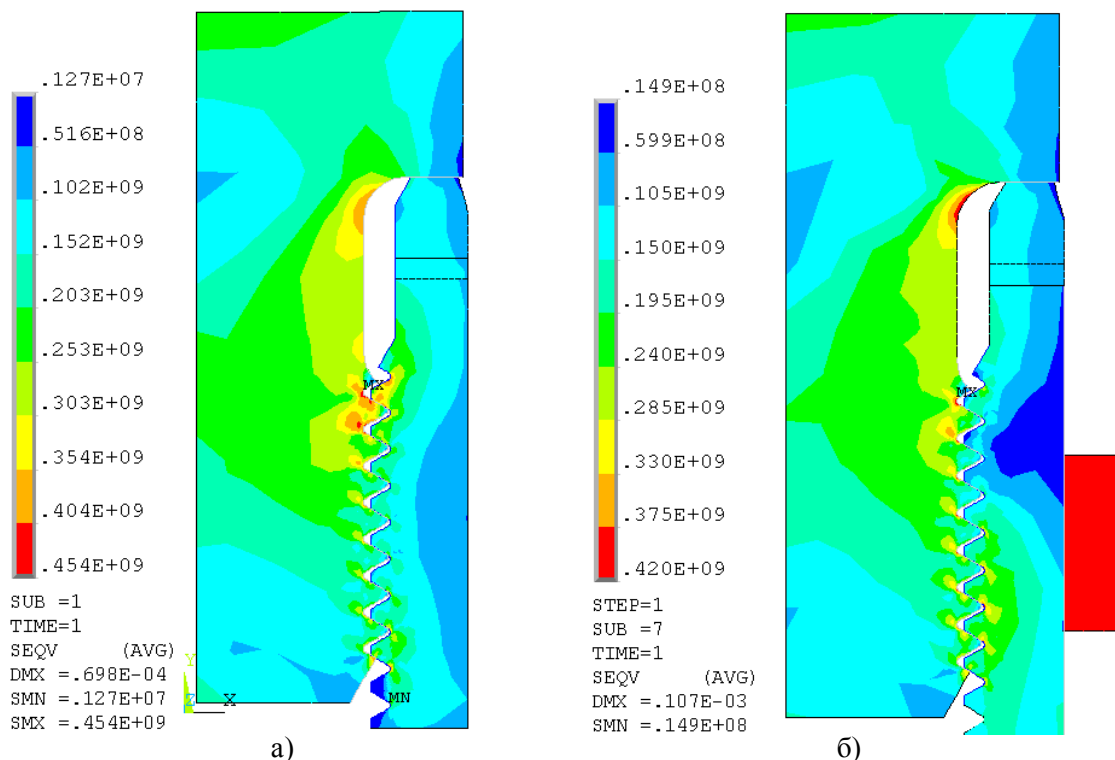 .127E+07
.516E+08
.102E+09
.152E+09
.203E+09
.253E+09
.303E+09
.354E+09
.404E+09
.454E+09
SUB =1
TIME=1
SEQV (AVG)
DMX =.698E-04
SMN =.127E+07
SMX =.454E+09
Y
Z X
MX
MN
а)
.149E+08
.599E+08
.105E+09
.150E+09
.195E+09
.240E+09
.285E+09
.330E+09
.375E+09
.420E+09
STEP=1
SUB =7
TIME=1
SEQV (AVG)
DMX =.107E-03
SMN =.149E+08
MX
б)